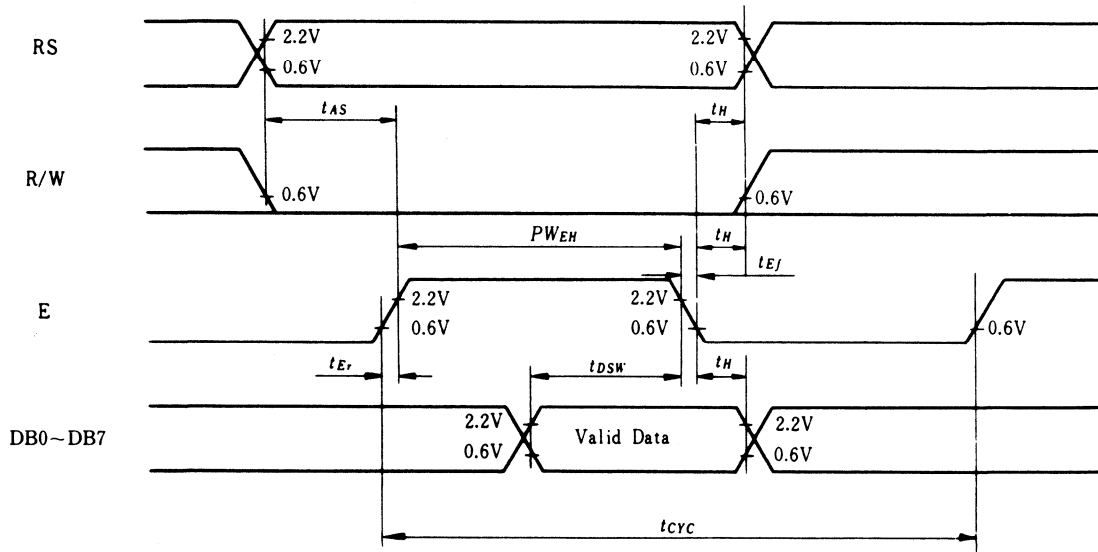 RS
2.2V
2.2V
0.6V
0.6V
tAS
tH
R/W
0.6V
0.6V
PWEH
tH
tEf
E
2.2V
2.2V
0.6V
0.6V
0.6V
tEr
tDSW
tH
DB0~DB7
2.2V
Valid Data
2.2V
0.6V
0.6V
tCYC